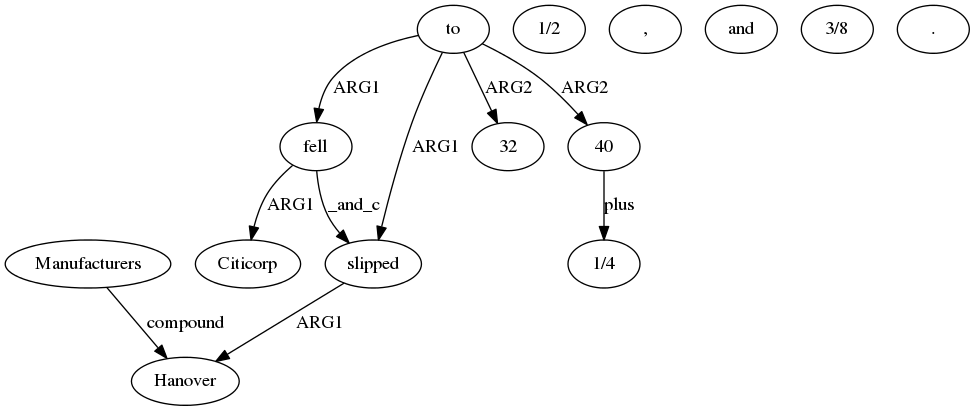 to 1/2 , and 3/8 .
ARG1 ARG2 ARG2
fell ARG1 32 40
ARG1 _and_c plus
Manufacturers Citicorp slipped 1/4
compound ARG1
Hanover